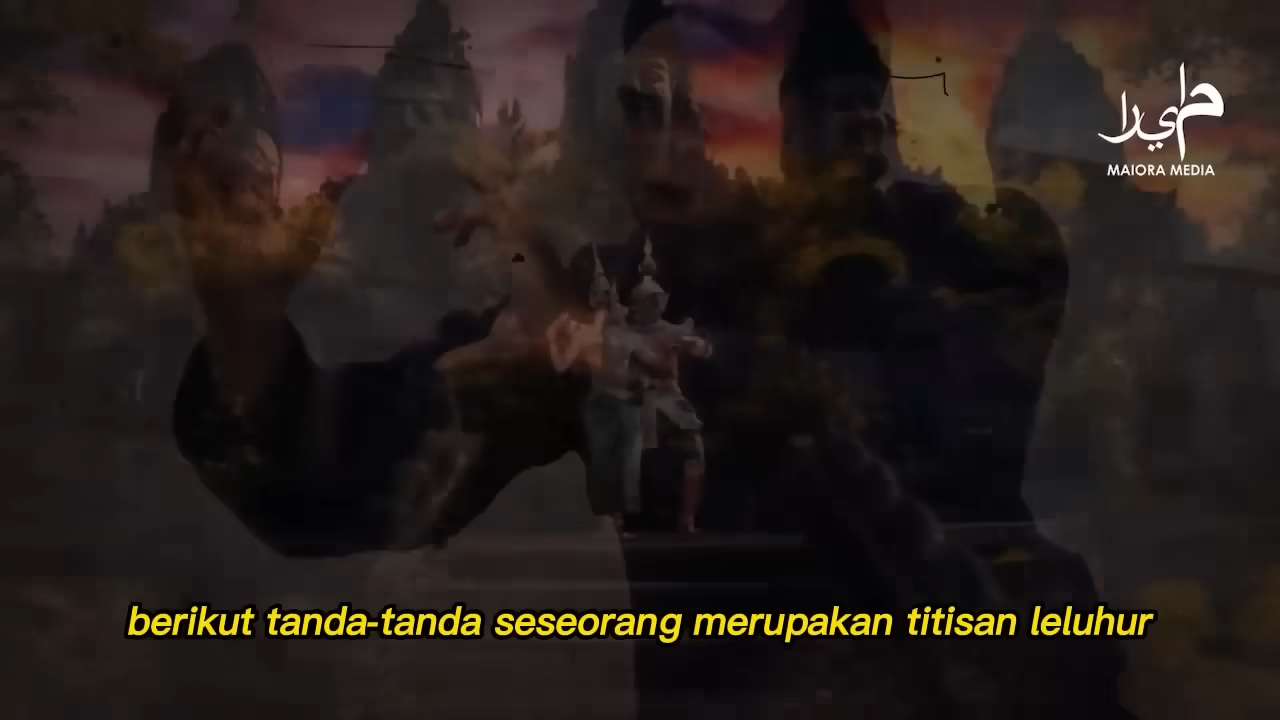 مايرا
MAIORA MEDIA
berikut tanda-tanda seseorang merupakan titisan leluhur